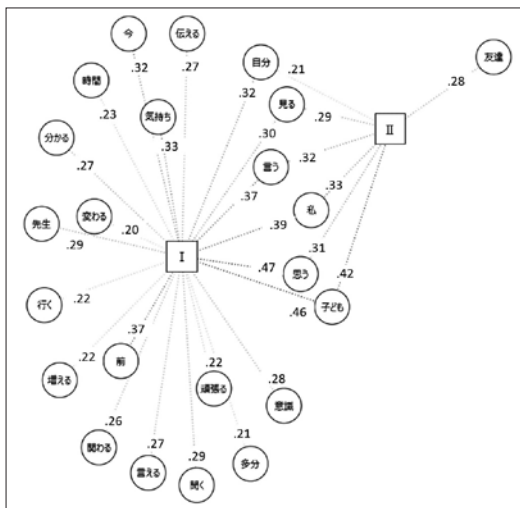 今
伝える
友達
自分
.21
.32
.27
.28
時間
見る
.32
.29
.23
気持ち
.30
II
.33
言う
.32
分かる
.27
.37
.33
私
先生
変わる
.20
.39
.29
I
.31
.47
思う
.42
行く
.22
.46
子ども
.37
前
.22
.22
増える
頑張る
.28
意識
.26
関わる
.27
.29
.21
言える
聞く
多分